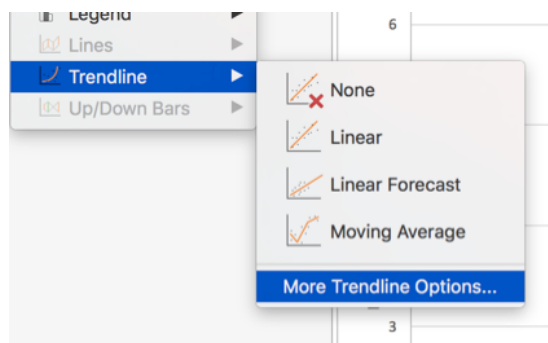 Legend
6
Lines
Trendline
None
Up/Down Bars
Linear
Linear Forecast
Moving Average
More Trendline Options...
3